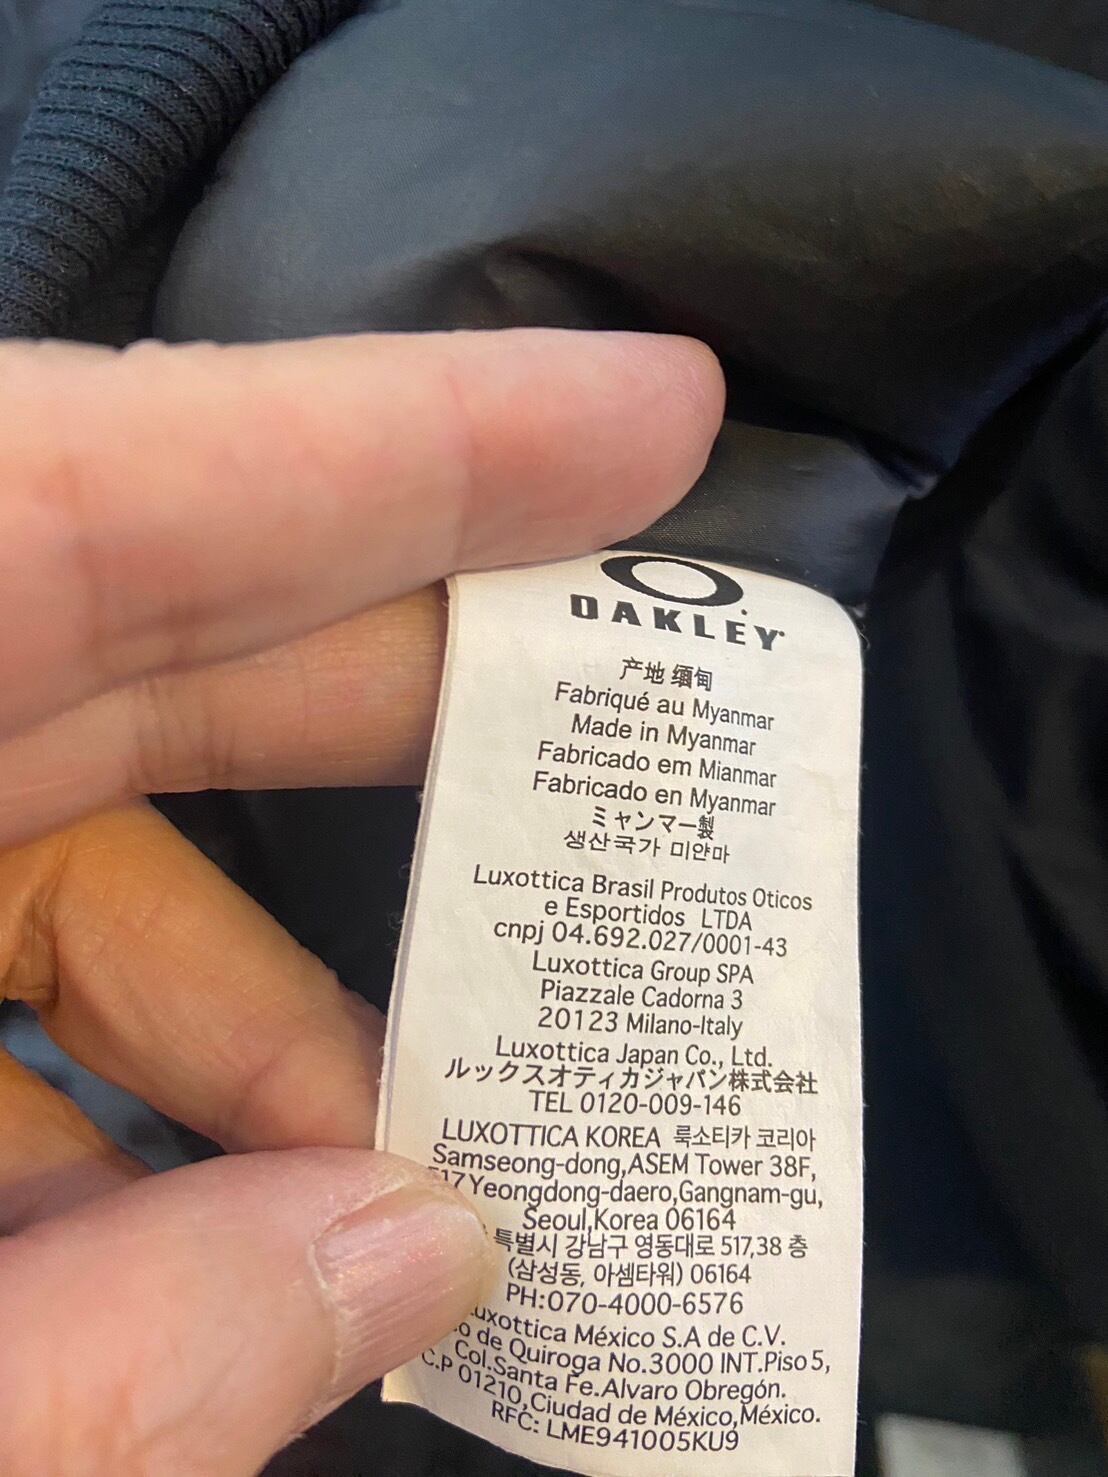 OAKLEY
产地 缅甸
Fabriqué au Myanmar
Made in Myanmar
Fabricado em Mianmar
Fabricado en Myanmar
ミャンマー製
생산국가 미얀마
Luxottica Brasil Produtos Oticos
e Esportidos LTDA
cnpj 04.692.027/0001-43
Luxottica Group SPA
Piazzale Cadorna 3
20123 Milano-Italy
Luxottica Japan Co., Ltd.
ルックスオティカジャパン株式会社
TEL 0120-009-146
LUXOTTICA KOREA 룩소티카 코리아
Samseong-dong,ASEM Tower 38F,
Yeongdong-daero,Gangnam-gu,
Seoul,Korea 06164
특별시 강남구 영동대로 517,38 층
(삼성동, 아셈타워) 06164
PH:070-4000-6576
México S.A de C.V.
de Quiroga No.3000 INT.Piso 5,
Col.Santa Fe.Alvaro Obregón.
C.P 01210,Ciudad de México,México.
RFC: LME941005KU9